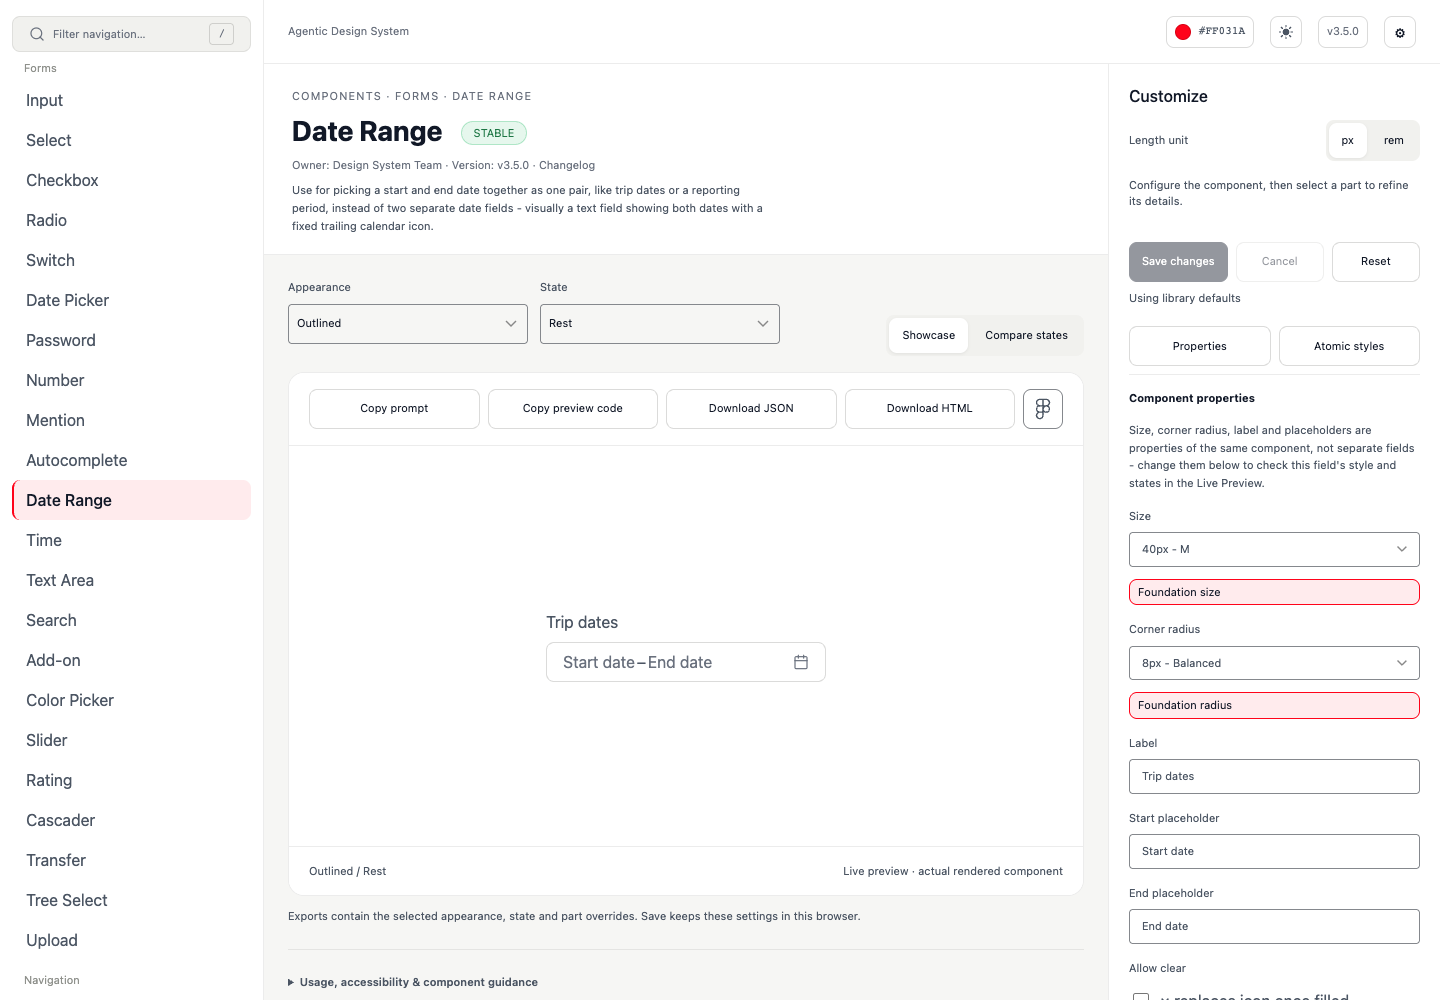 Filter navigation...
/
Forms
Input
Select
Checkbox
Radio
Switch
Date Picker
Password
Number
Mention
Autocomplete
Date Range
Time
Text Area
Search
Add-on
Color Picker
Slider
Rating
Cascader
Transfer
Tree Select
Upload
Navigation
Agentic Design System
#FF031A
v3.5.0
COMPONENTS · FORMS · DATE RANGE
Date Range
STABLE
Owner: Design System Team · Version: v3.5.0 · Changelog
Use for picking a start and end date together as one pair, like trip dates or a reporting
period, instead of two separate date fields - visually a text field showing both dates with a
fixed trailing calendar icon.
Appearance
State
Outlined
Rest
Showcase
Compare states
Copy prompt
Copy preview code
Download JSON
Download HTML
Trip dates
Start date – End date
Outlined / Rest
Live preview · actual rendered component
Exports contain the selected appearance, state and part overrides. Save keeps these settings in this browser.
Usage, accessibility & component guidance
Customize
Length unit
px
rem
Configure the component, then select a part to refine
its details.
Save changes
Cancel
Reset
Using library defaults
Properties
Atomic styles
Component properties
Size, corner radius, label and placeholders are
properties of the same component, not separate fields
- change them below to check this field's style and
states in the Live Preview.
Size
40px - M
Foundation size
Corner radius
8px - Balanced
Foundation radius
Label
Trip dates
Start placeholder
Start date
End placeholder
End date
Allow clear
x replaces icon once filled